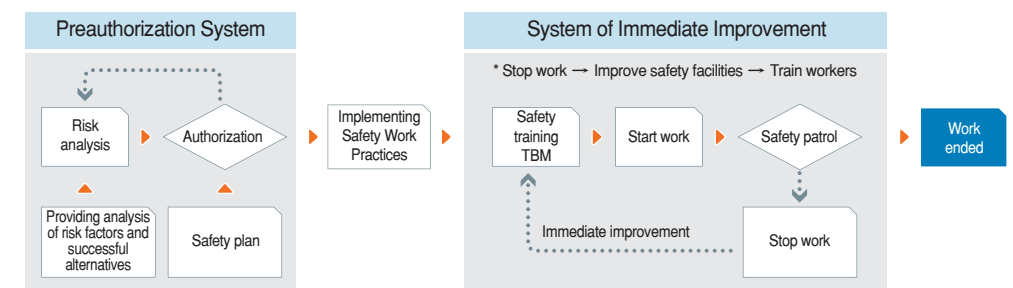 Preauthorization System
Risk
analysis
Authorization
Providing analysis
of risk factors and
successful
alternatives
Safety plan
Implementing
Safety Work
Practices
System of Immediate Improvement
* Stop work → Improve safety facilities → Train workers
Safety
training
TBM
Start work
Safety patrol
Immediate improvement
Stop work
Work
ended